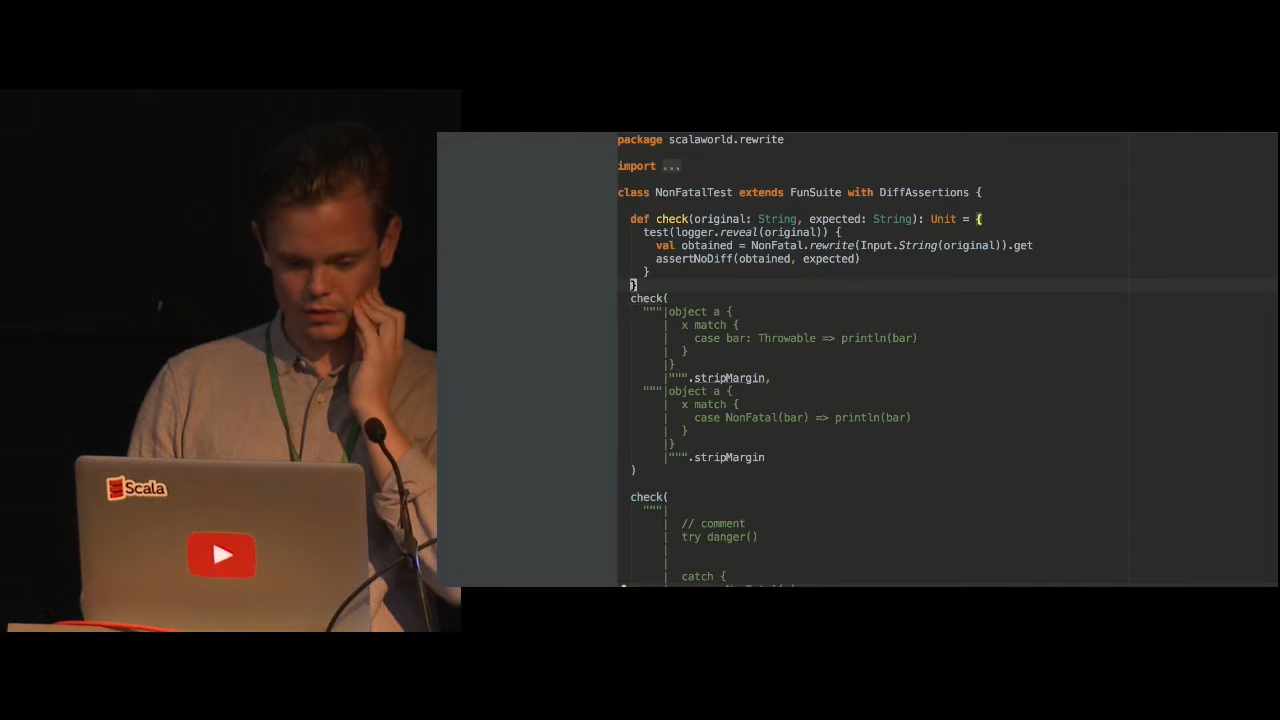 Scala
package scalaworld.rewrite
import ...
class NonFatalTest extends FunSuite with DiffAssertions {
def check(original: String, expected: String): Unit = {
test(logger.reveal(original)) {
val obtained = NonFatal.rewrite(Input.String(original)).get
assertNoDiff(obtained, expected)
}
}
check(
"""|object a {
|  x match {
|    case bar: Throwable => println(bar)
|  }
|}
|""".stripMargin,
"""|object a {
|  x match {
|    case NonFatal(bar) => println(bar)
|  }
|}
|""".stripMargin
)
check(
"""|
|  // comment
|  try danger()
|
|
|  catch {